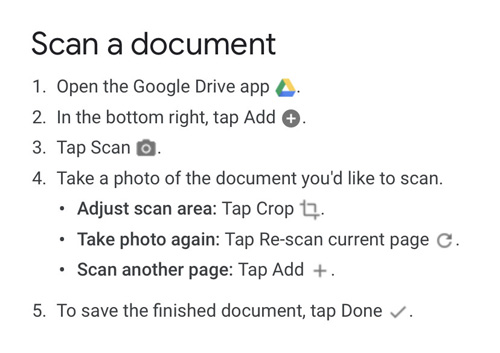 Scan a document
1. Open the Google Drive app .
2. In the bottom right, tap Add .
3. Tap Scan .
4. Take a photo of the document you'd like to scan.
• Adjust scan area: Tap Crop .
• Take photo again: Tap Re-scan current page .
• Scan another page: Tap Add .
5. To save the finished document, tap Done .